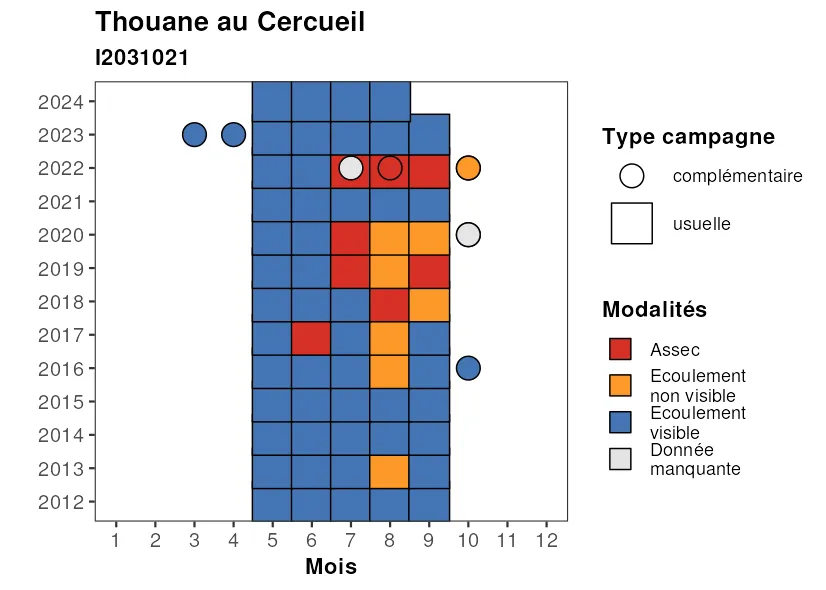 Thouane au Cercueil
I2031021
2024
2023
2022
2021
2020
2019
2018
2017
2016
2015
2014
2013
2012
1 2 3 4 5 6 7 8 9 10 11 12
Mois
Type campagne
complémentaire
usuelle
Modalités
Assec
Ecoulement
non visible
Ecoulement
visible
Donnée
manquante